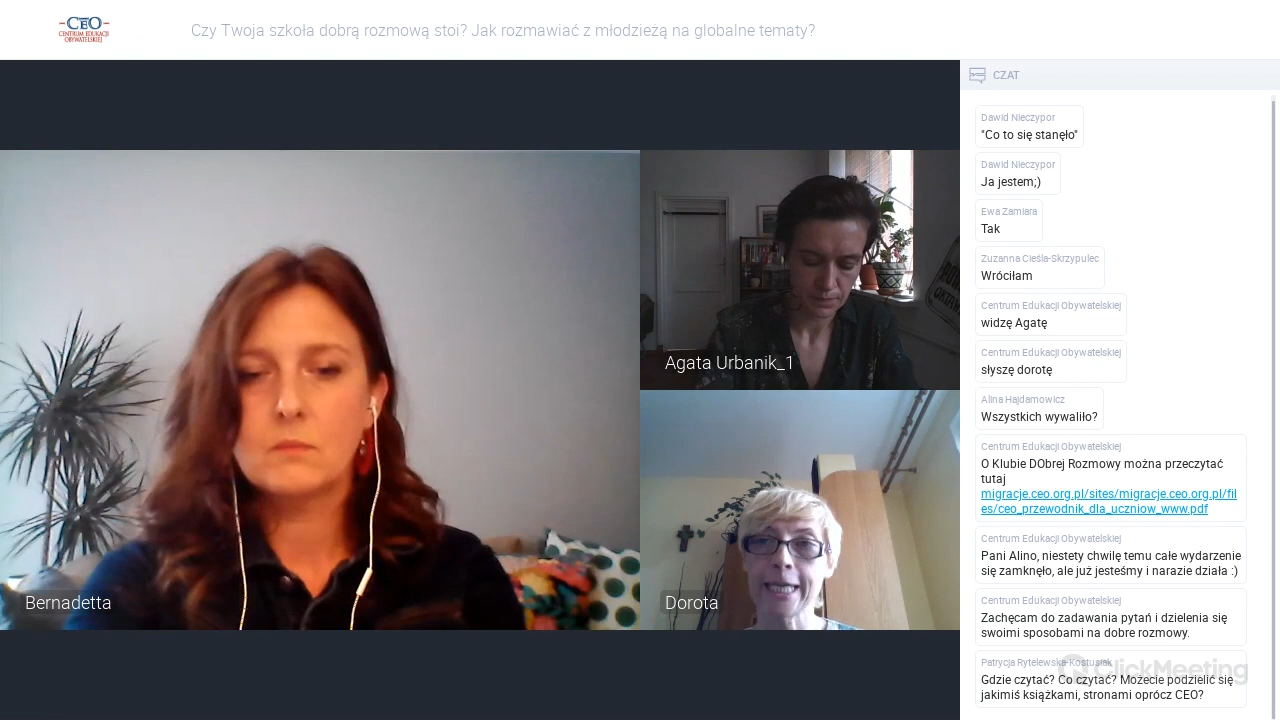 CEO
CENTRUM EDUKACJI
OBYWATELSKIEJ
Czy Twoja szkoła dobrą rozmową stoi? Jak rozmawiać z młodzieżą na globalne tematy?
Agata Urbanik_1
Bernadetta
Dorota
CZAT
Dawid Nieczypor
"Co to się stanęło"
Dawid Nieczypor
Ja jestem;)
Ewa Zamiara
Tak
Zuzanna Cieśla-Skrzypulec
Wróciłam
Centrum Edukacji Obywatelskiej
widzę Agatę
Centrum Edukacji Obywatelskiej
słyszę dorotę
Alina Hajdamowicz
Wszystkich wywaliło?
Centrum Edukacji Obywatelskiej
O Klubie DObrej Rozmowy można przeczytać
tutaj
migracje.ceo.org.pl/sites/migracje.ceo.org.pl/fil
es/ceo_przewodnik_dla_uczniow_www.pdf
Centrum Edukacji Obywatelskiej
Pani Alino, niestety chwilę temu całe wydarzenie
się zamknęło, ale już jesteśmy i narazie działa :)
Centrum Edukacji Obywatelskiej
Zachęcam do zadawania pytań i dzielenia się
swoimi sposobami na dobre rozmowy.
Patrycja Rytelewska-Kostusiak
Gdzie czytać? Co czytać? Możecie podzielić się
jakimiś książkami, stronami oprócz CEO?
ClickMeeting